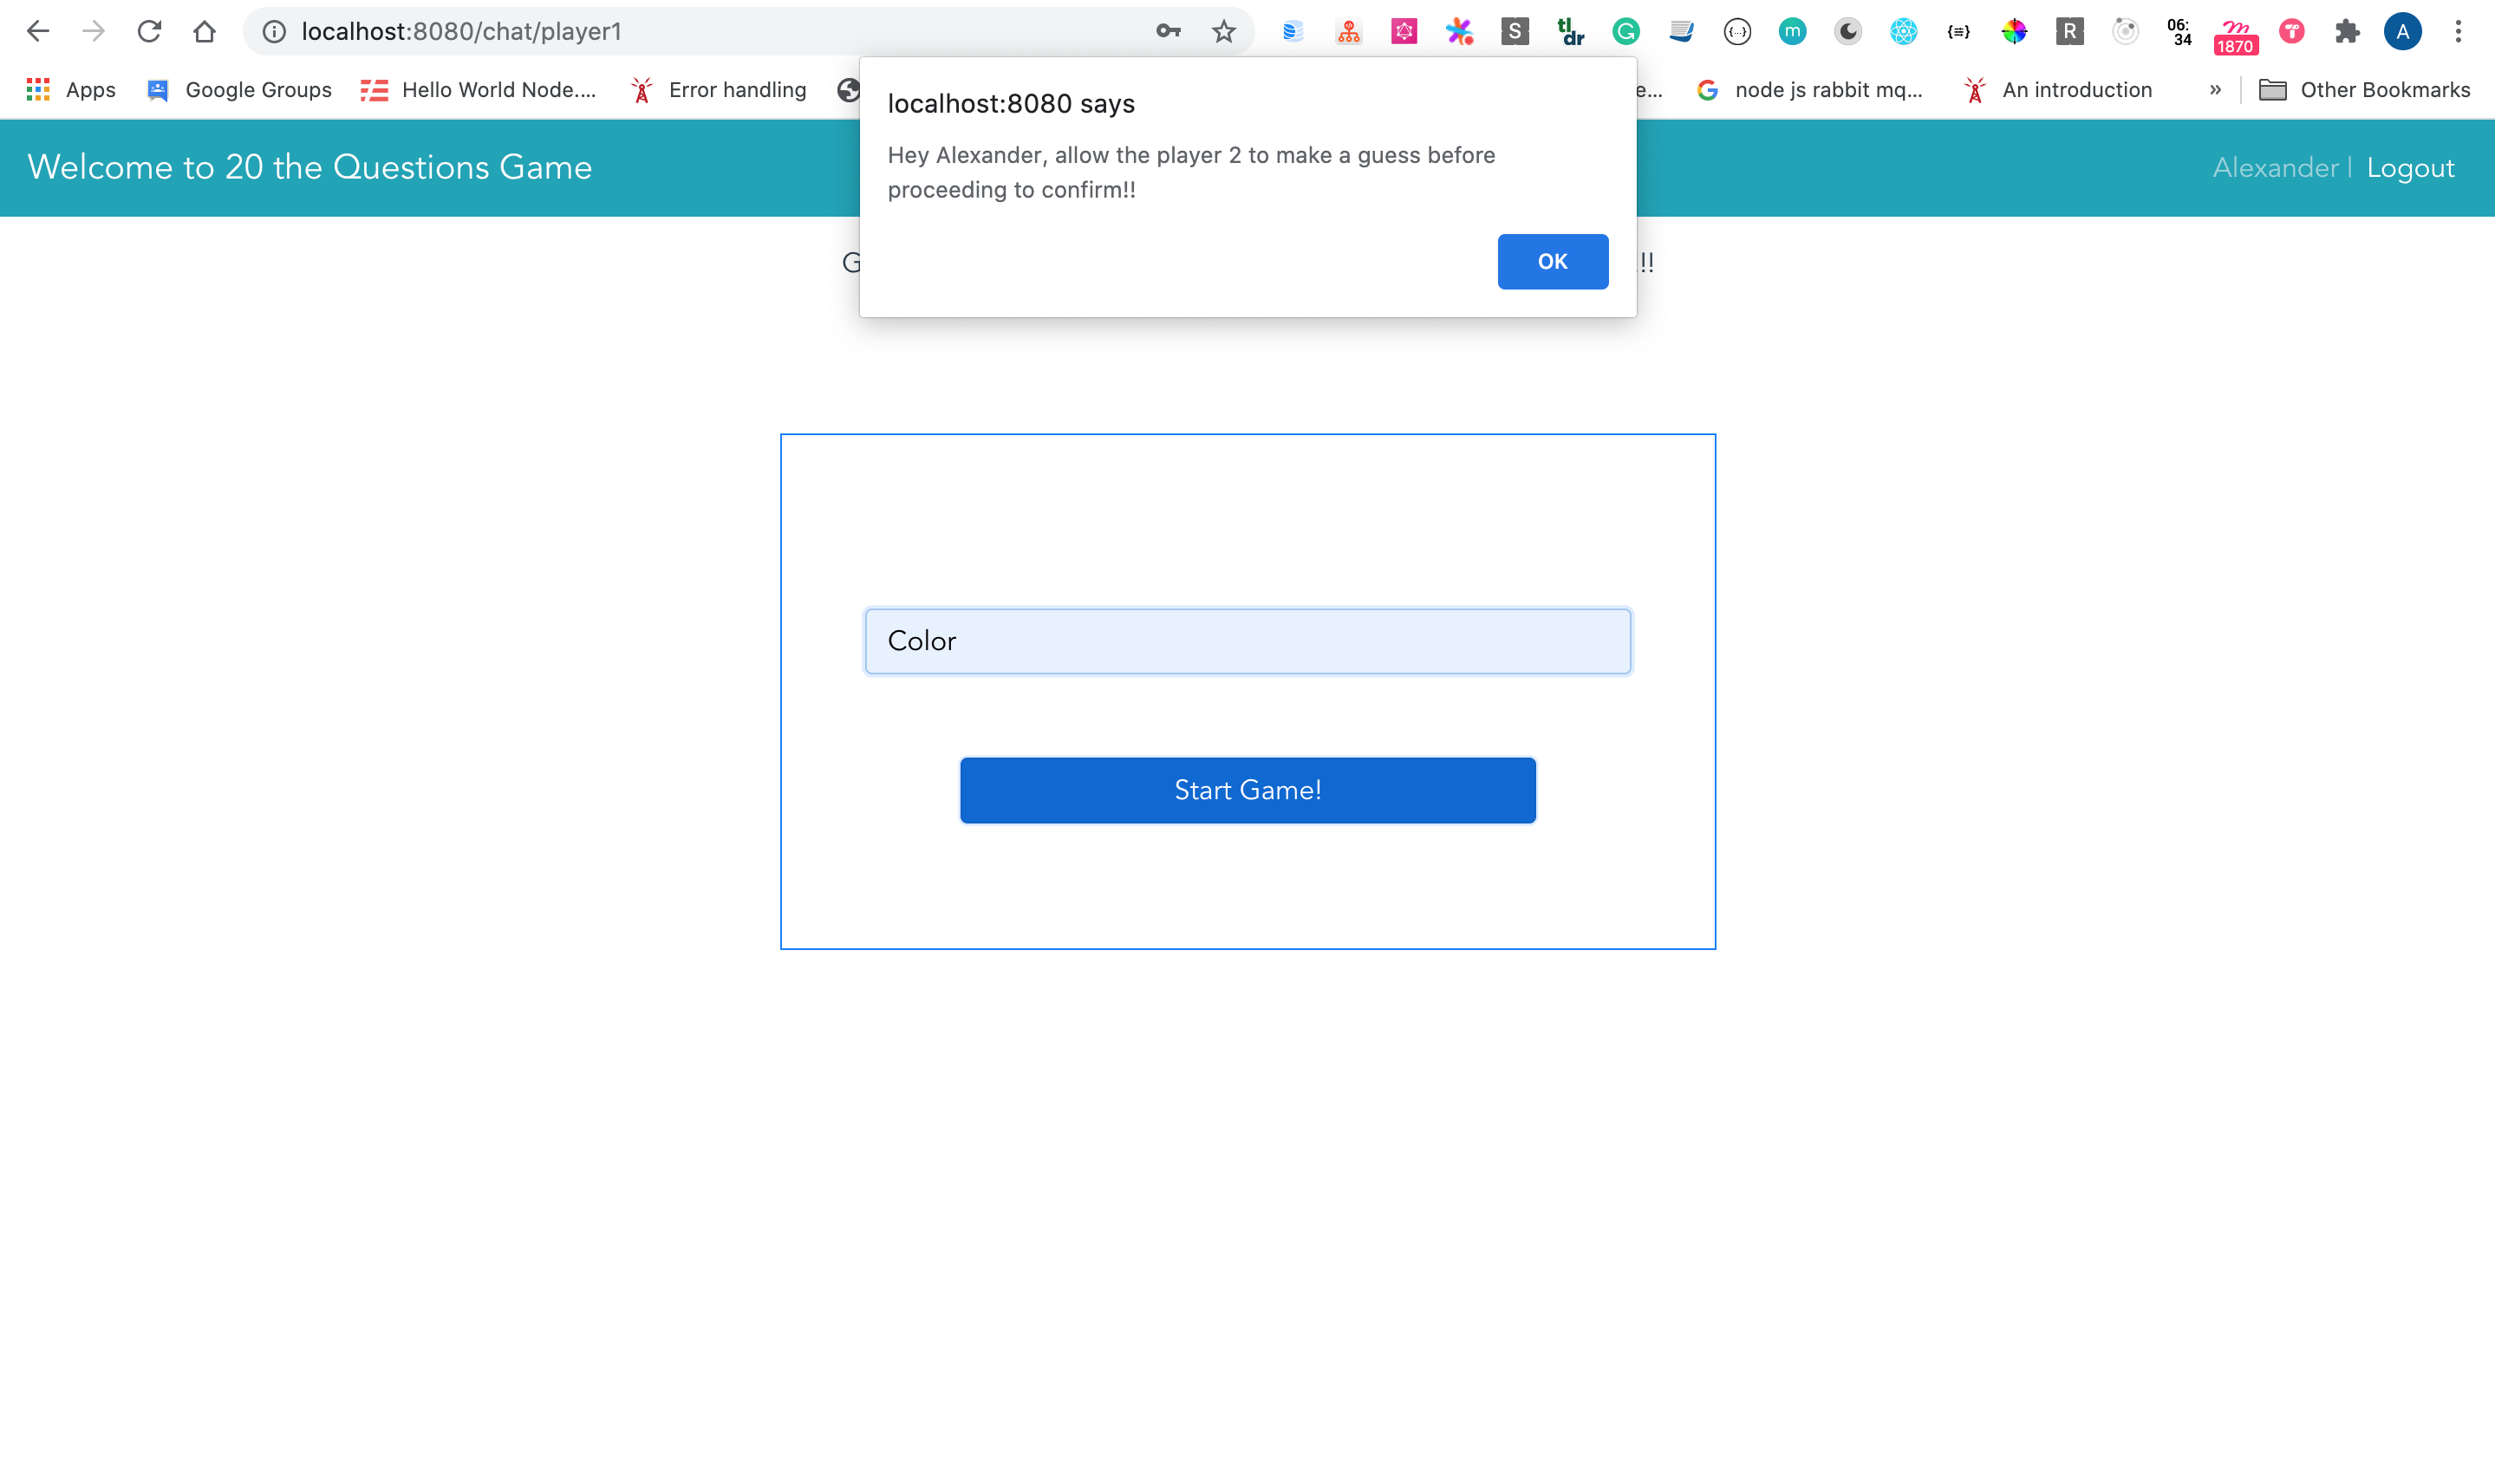 localhost:8080/chat/player1
S
tl;dr
G
{...}
m
{≡}
R
06:
34
1870
A
Apps
Google Groups
Hello World Node....
Error handling
e...
node js rabbit mq...
An introduction
»
Other Bookmarks
localhost:8080 says
Hey Alexander, allow the player 2 to make a guess before
proceeding to confirm!!
OK
Welcome to 20 the Questions Game
Alexander |
Logout
G
!!
Color
Start Game!